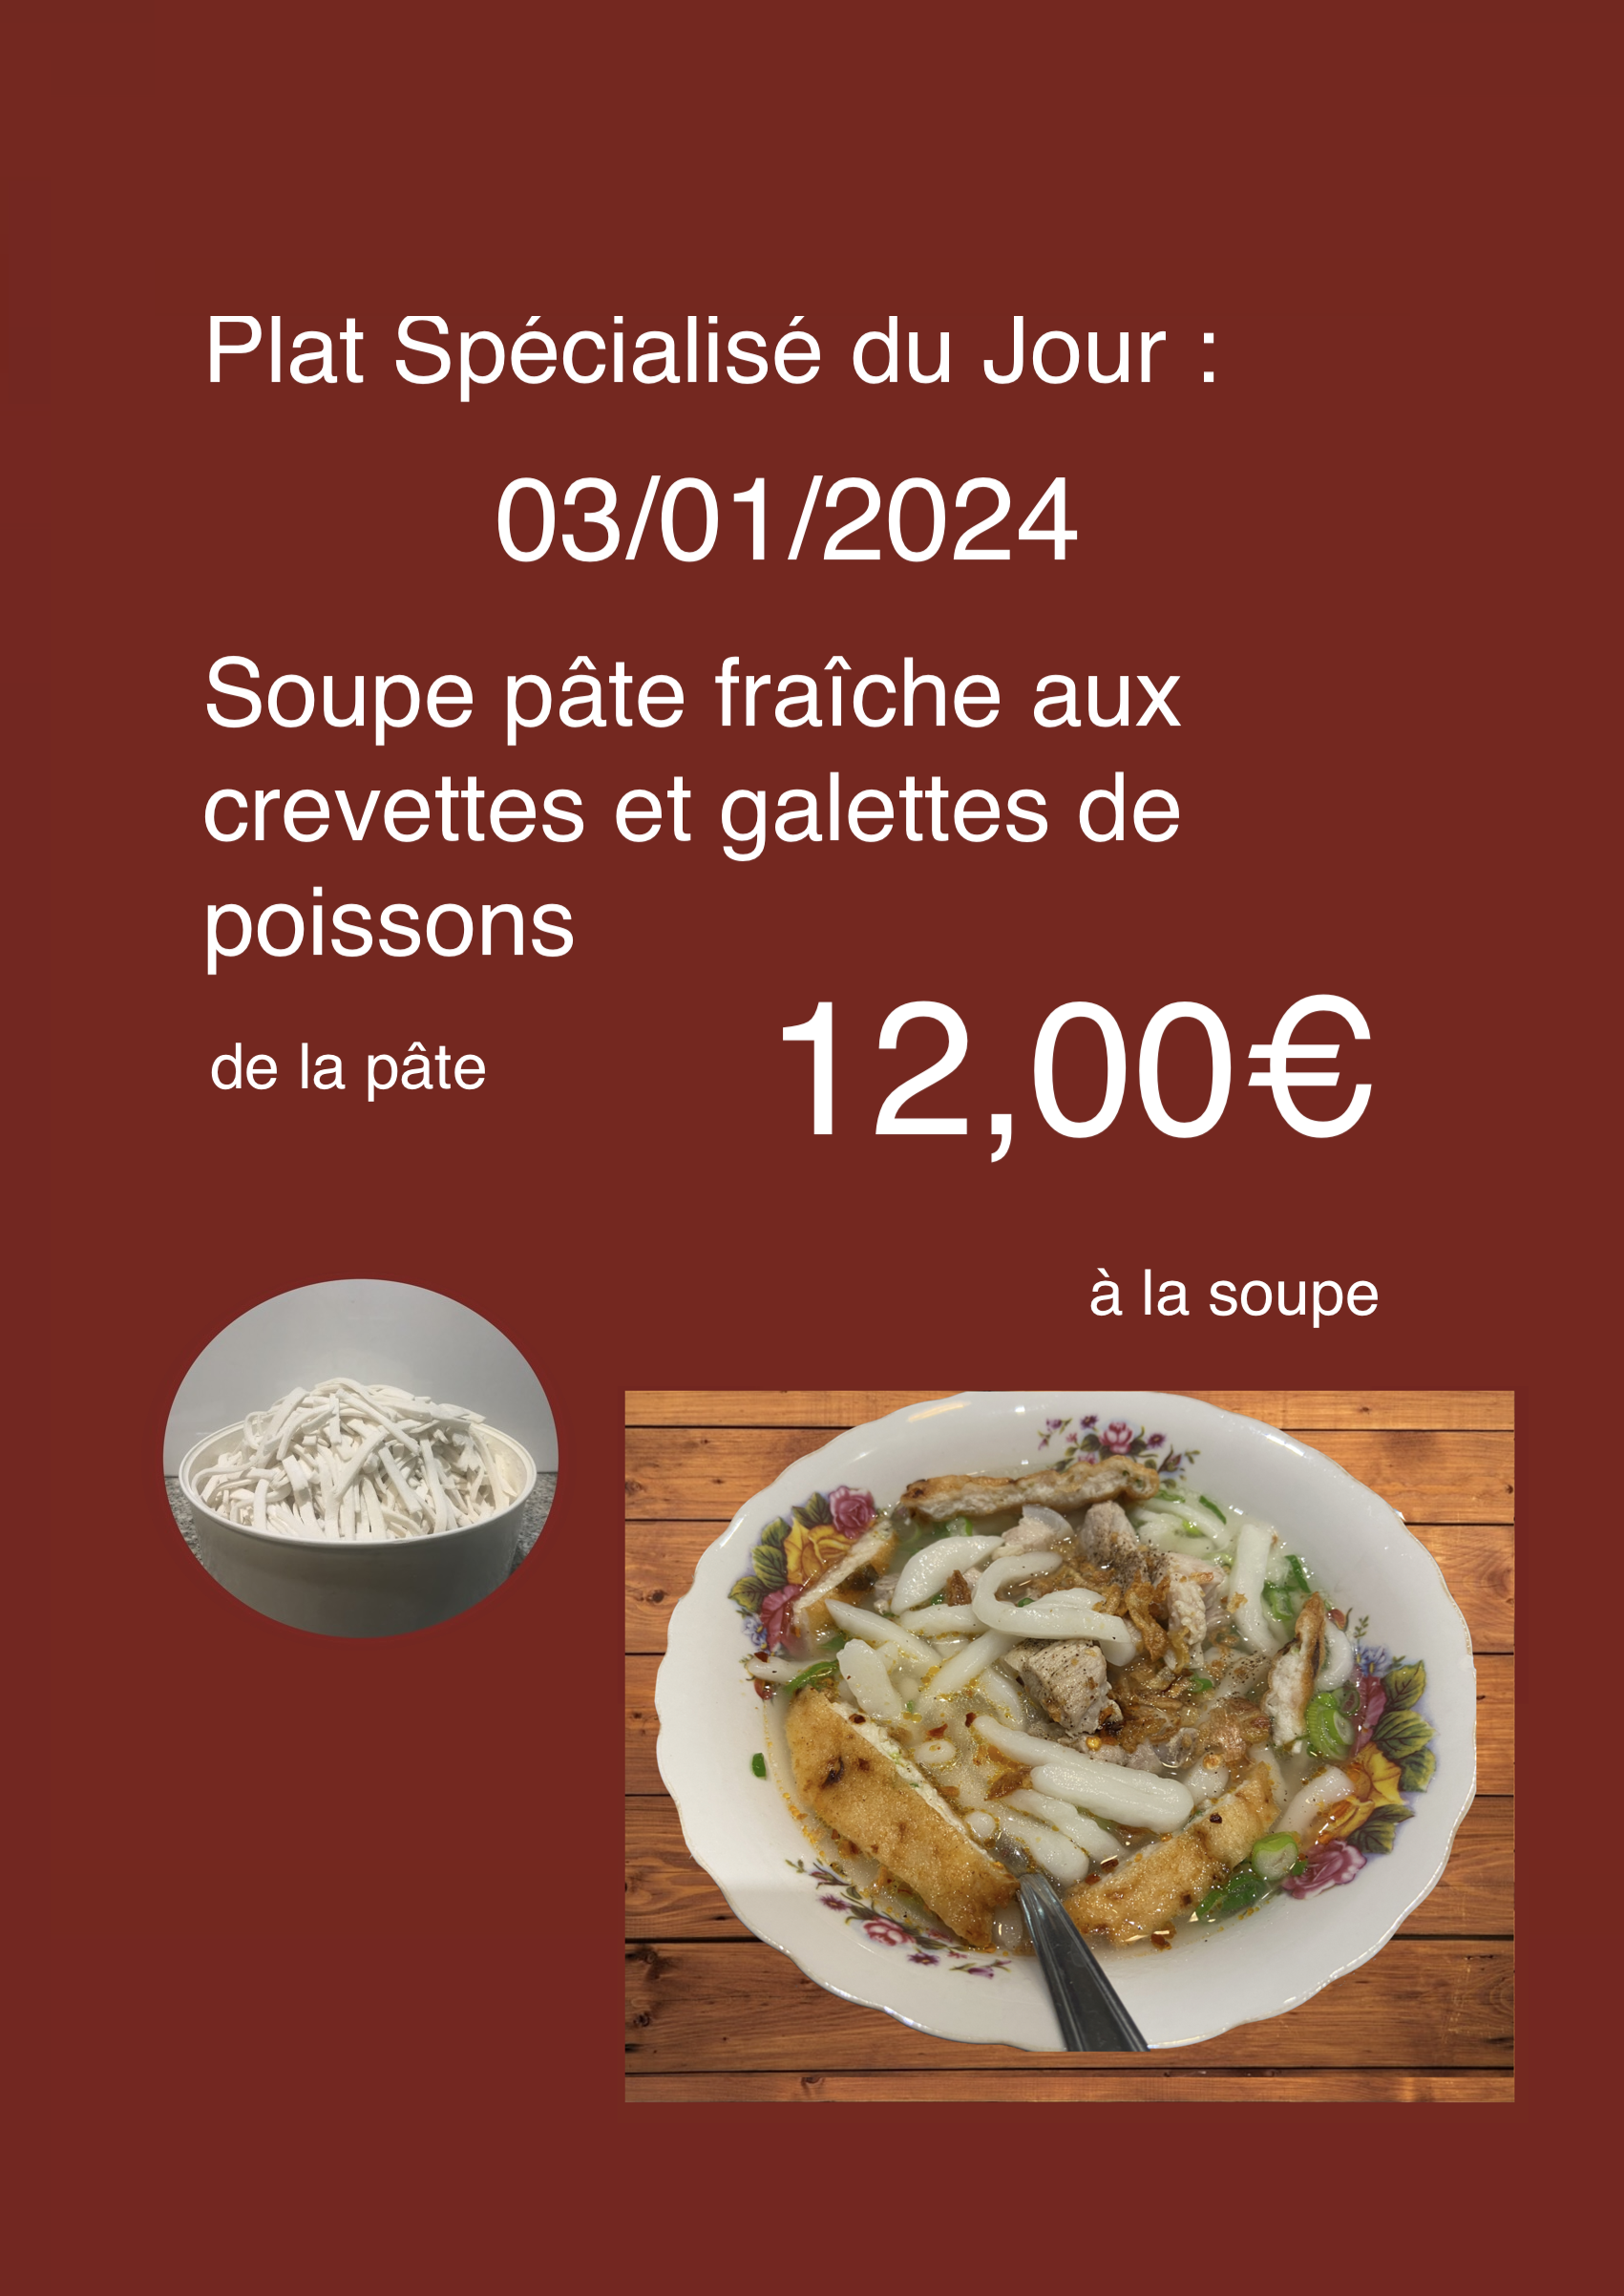 Plat Spécialisé du Jour :
03/01/2024
Soupe pâte fraîche aux
crevettes et galettes de
poissons
de la pâte
12,00€
à la soupe